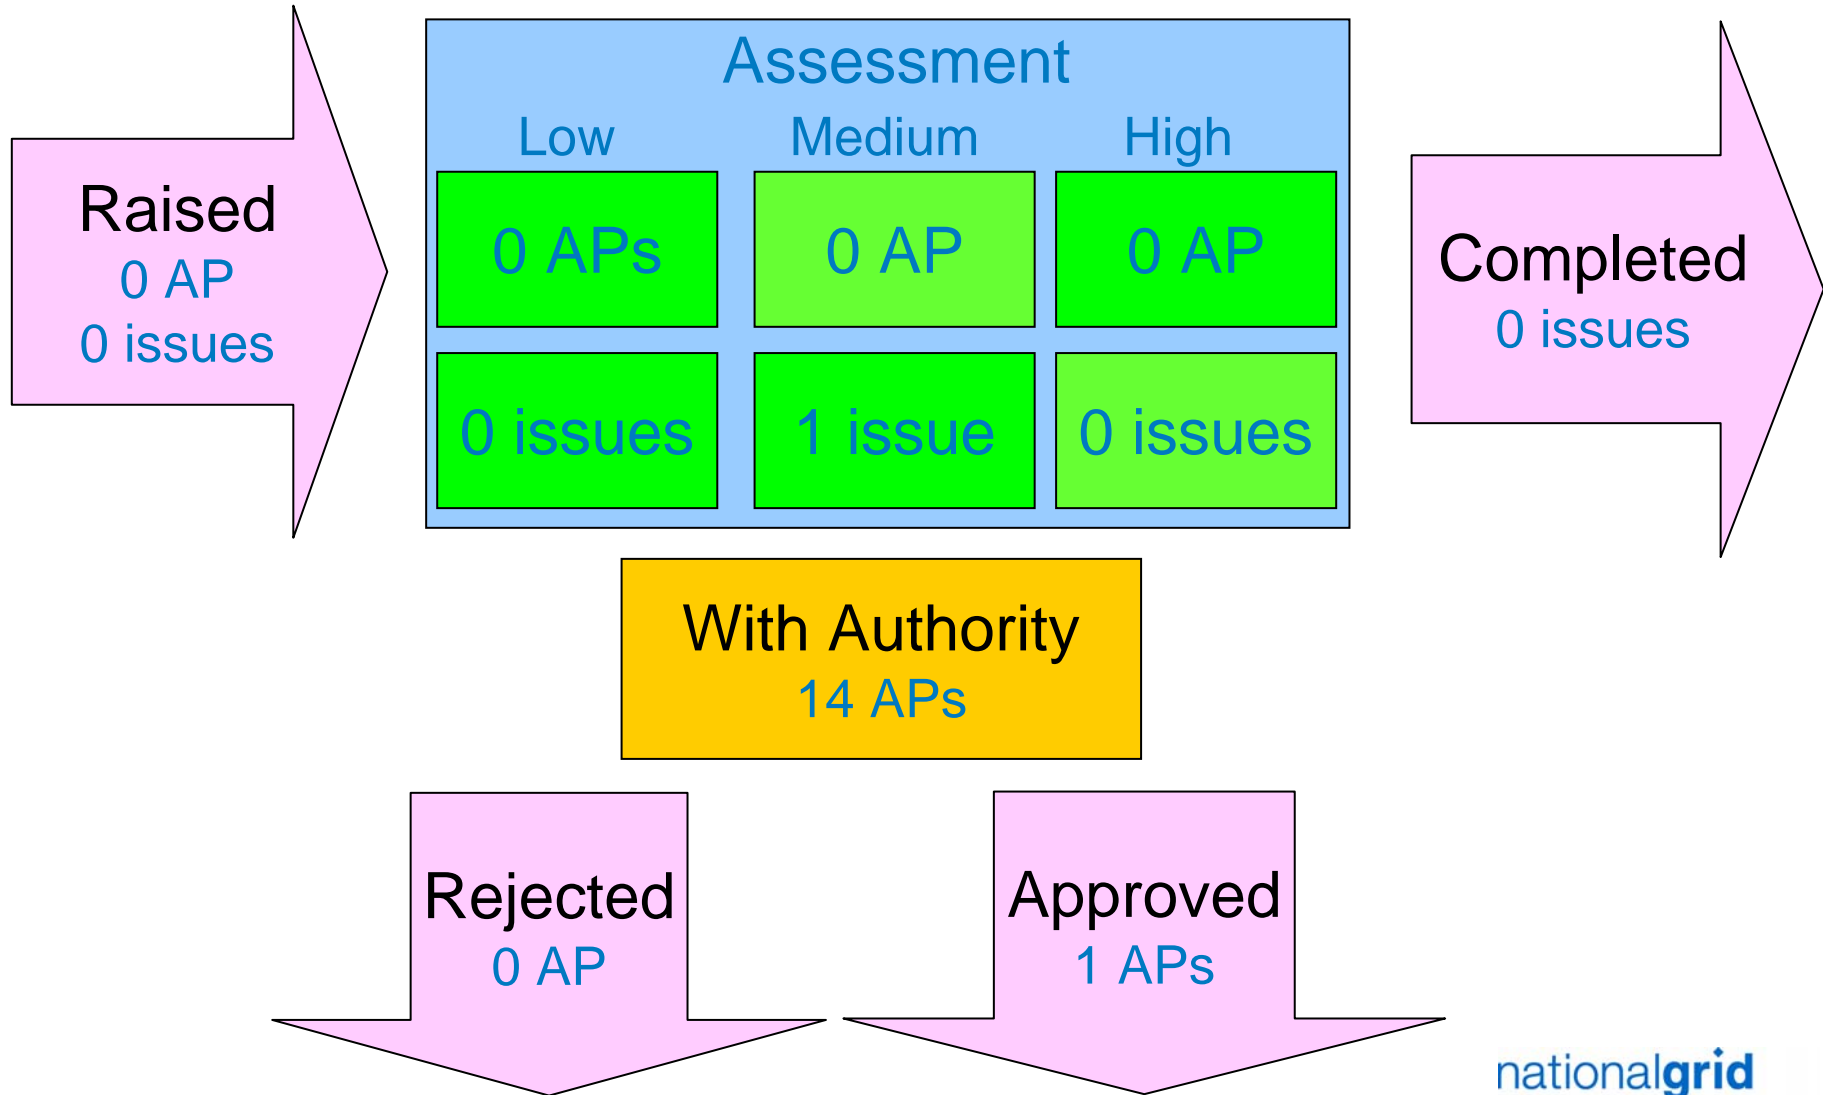 Raised
0 AP
0 issues
Assessment
Low Medium High
0 APs 0 AP 0 AP
0 issues 1 issue 0 issues
Completed
0 issues
With Authority
14 APs
Rejected
0 AP
Approved
1 APs
nationalgrid